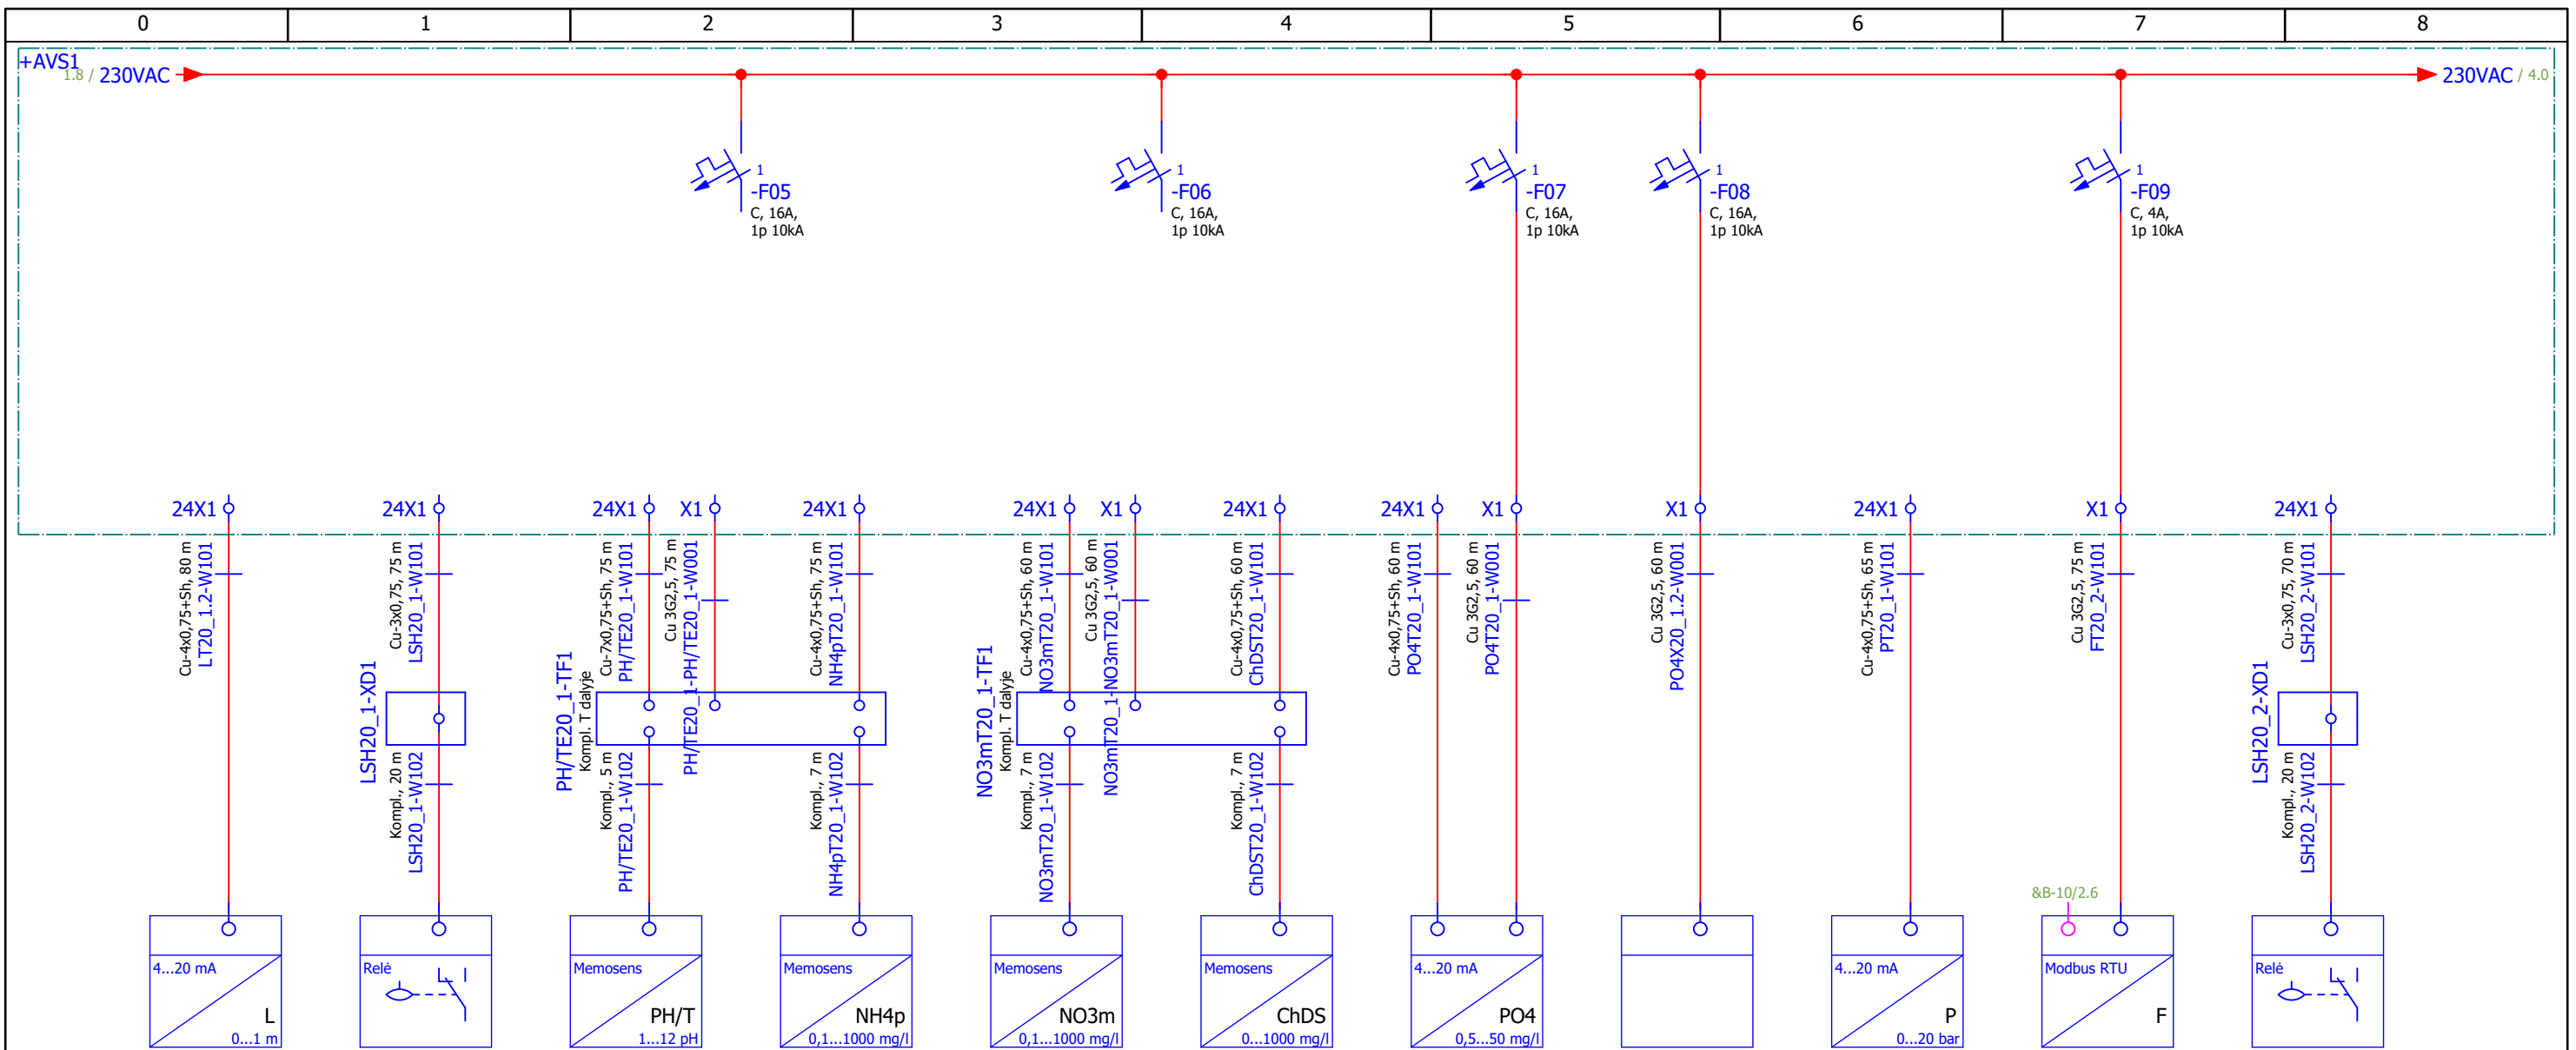 0 1 2 3 4 5 6 7 8
+AVS1
1.8 / 230VAC
230VAC / 4.0
1
-F05
C, 16A,
1p 10kA
1
-F06
C, 16A,
1p 10kA
1
-F07
C, 16A,
1p 10kA
1
-F08
C, 16A,
1p 10kA
1
-F09
C, 4A,
1p 10kA
24X1 24X1 24X1 X1 24X1 24X1 X1 24X1 24X1 X1 X1 24X1 X1 24X1
Cu-4x0,75+Sh, 80 m
LT20_1.2-W101
Cu-3x0,75, 75 m
LSH20_1-W101
Cu-7x0,75+Sh, 75 m
PH/TE20_1-W101
Cu 3G2,5, 75 m
PH/TE20_1-PH/TE20_1-W001
Cu-4x0,75+Sh, 75 m
NH4pT20_1-W101
Cu-4x0,75+Sh, 60 m
NO3mT20_1-W101
Cu 3G2,5, 60 m
NO3mT20_1-NO3mT20_1-W001
Cu-4x0,75+Sh, 60 m
ChDST20_1-W101
Cu-4x0,75+Sh, 60 m
PO4T20_1-W101
Cu 3G2,5, 60 m
PO4T20_1-W001
Cu 3G2,5, 60 m
PO4X20_1.2-W001
Cu-4x0,75+Sh, 65 m
PT20_1-W101
Cu 3G2,5, 75 m
FT20_2-W101
Cu-3x0,75, 70 m
LSH20_2-W101
LSH20_1-XD1
PH/TE20_1-TF1
Kompl. T dalyje
NO3mT20_1-TF1
Kompl. T dalyje
LSH20_2-XD1
Kompl., 20 m
LSH20_1-W102
Kompl., 5 m
PH/TE20_1-W102
Kompl., 7 m
NH4pT20_1-W102
Kompl., 7 m
NO3mT20_1-W102
Kompl., 7 m
ChDST20_1-W102
Kompl., 20 m
LSH20_2-W102
&B-10/2.6
4...20 mA
L
0...1 m
Relė
Memosens
PH/T
1...12 pH
Memosens
NH4p
0,1...1000 mg/l
Memosens
NO3m
0,1...1000 mg/l
Memosens
ChDS
0...1000 mg/l
4...20 mA
PO4
0,5...50 mg/l
4...20 mA
P
0...20 bar
Modbus RTU
F
Relė